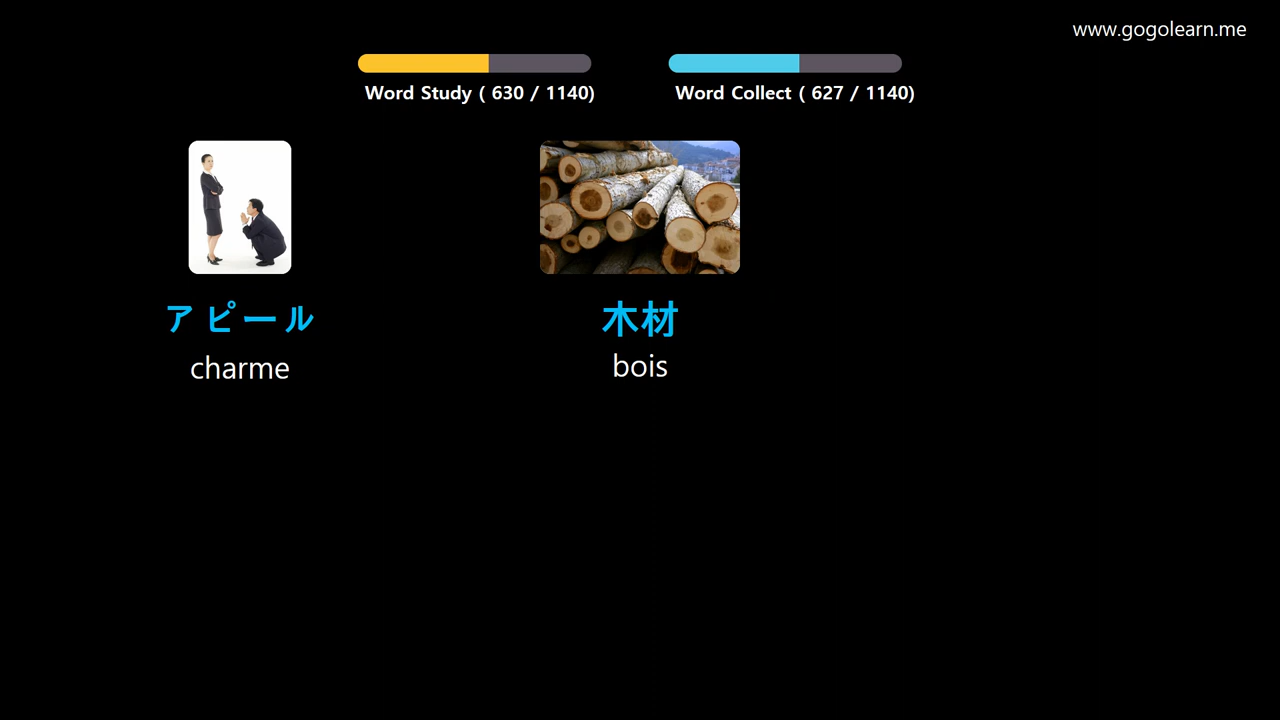 www.gogolearn.me
Word Study ( 630 / 1140)
Word Collect ( 627 / 1140)
アピール
charme
木材
bois